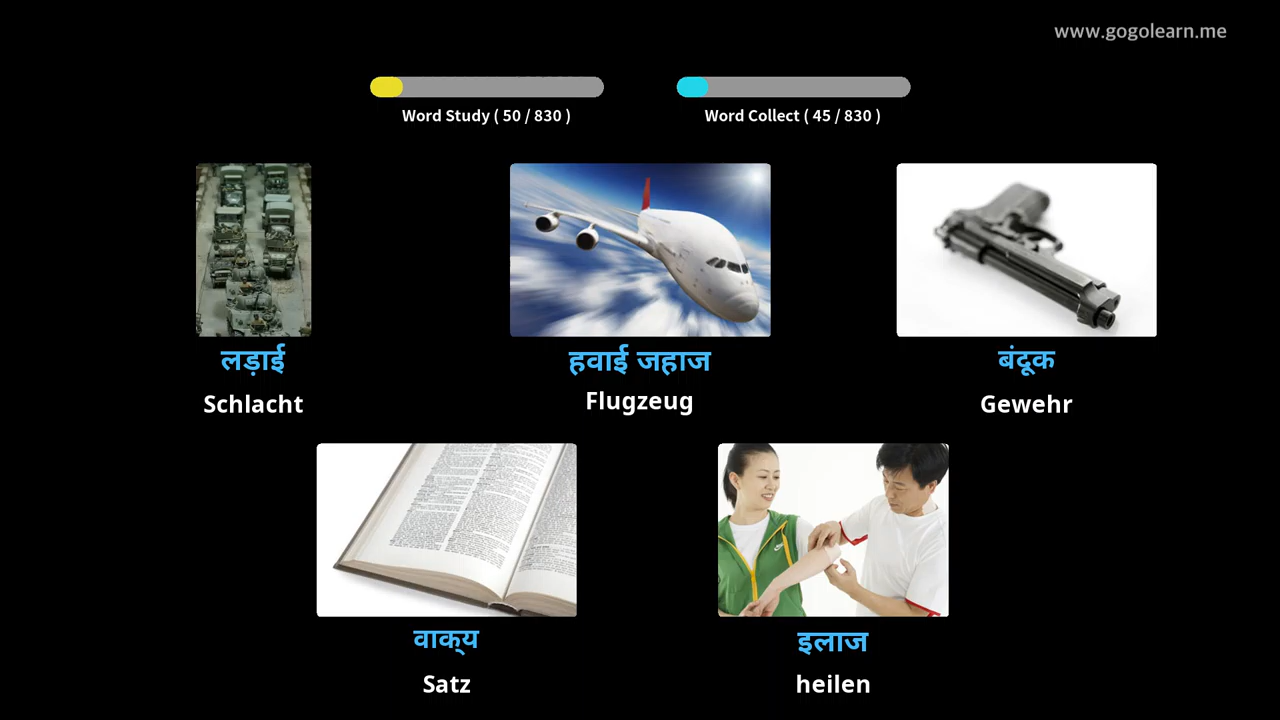 www.gogolearn.me
Word Study ( 50 / 830 )
Word Collect ( 45 / 830 )
लड़ाई
हवाई जहाज
बंदूक
Schlacht
Flugzeug
Gewehr
वाक्य
इलाज
Satz
heilen